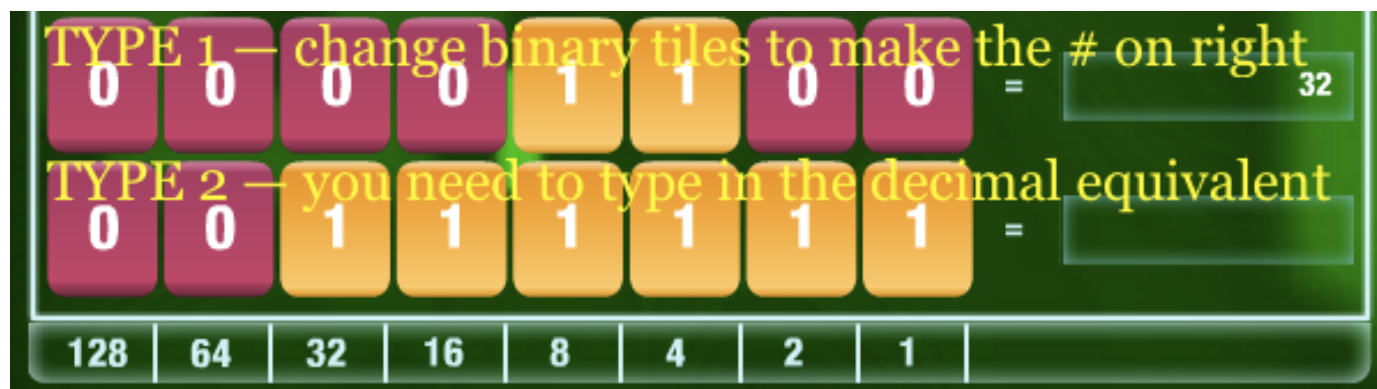 TYPE 1 — change binary tiles to make the # on right
0 0 0 0 1 1 0 0 = 32
TYPE 2 — you need to type in the decimal equivalent
0 0 1 1 1 1 1 1 =
128 64 32 16 8 4 2 1